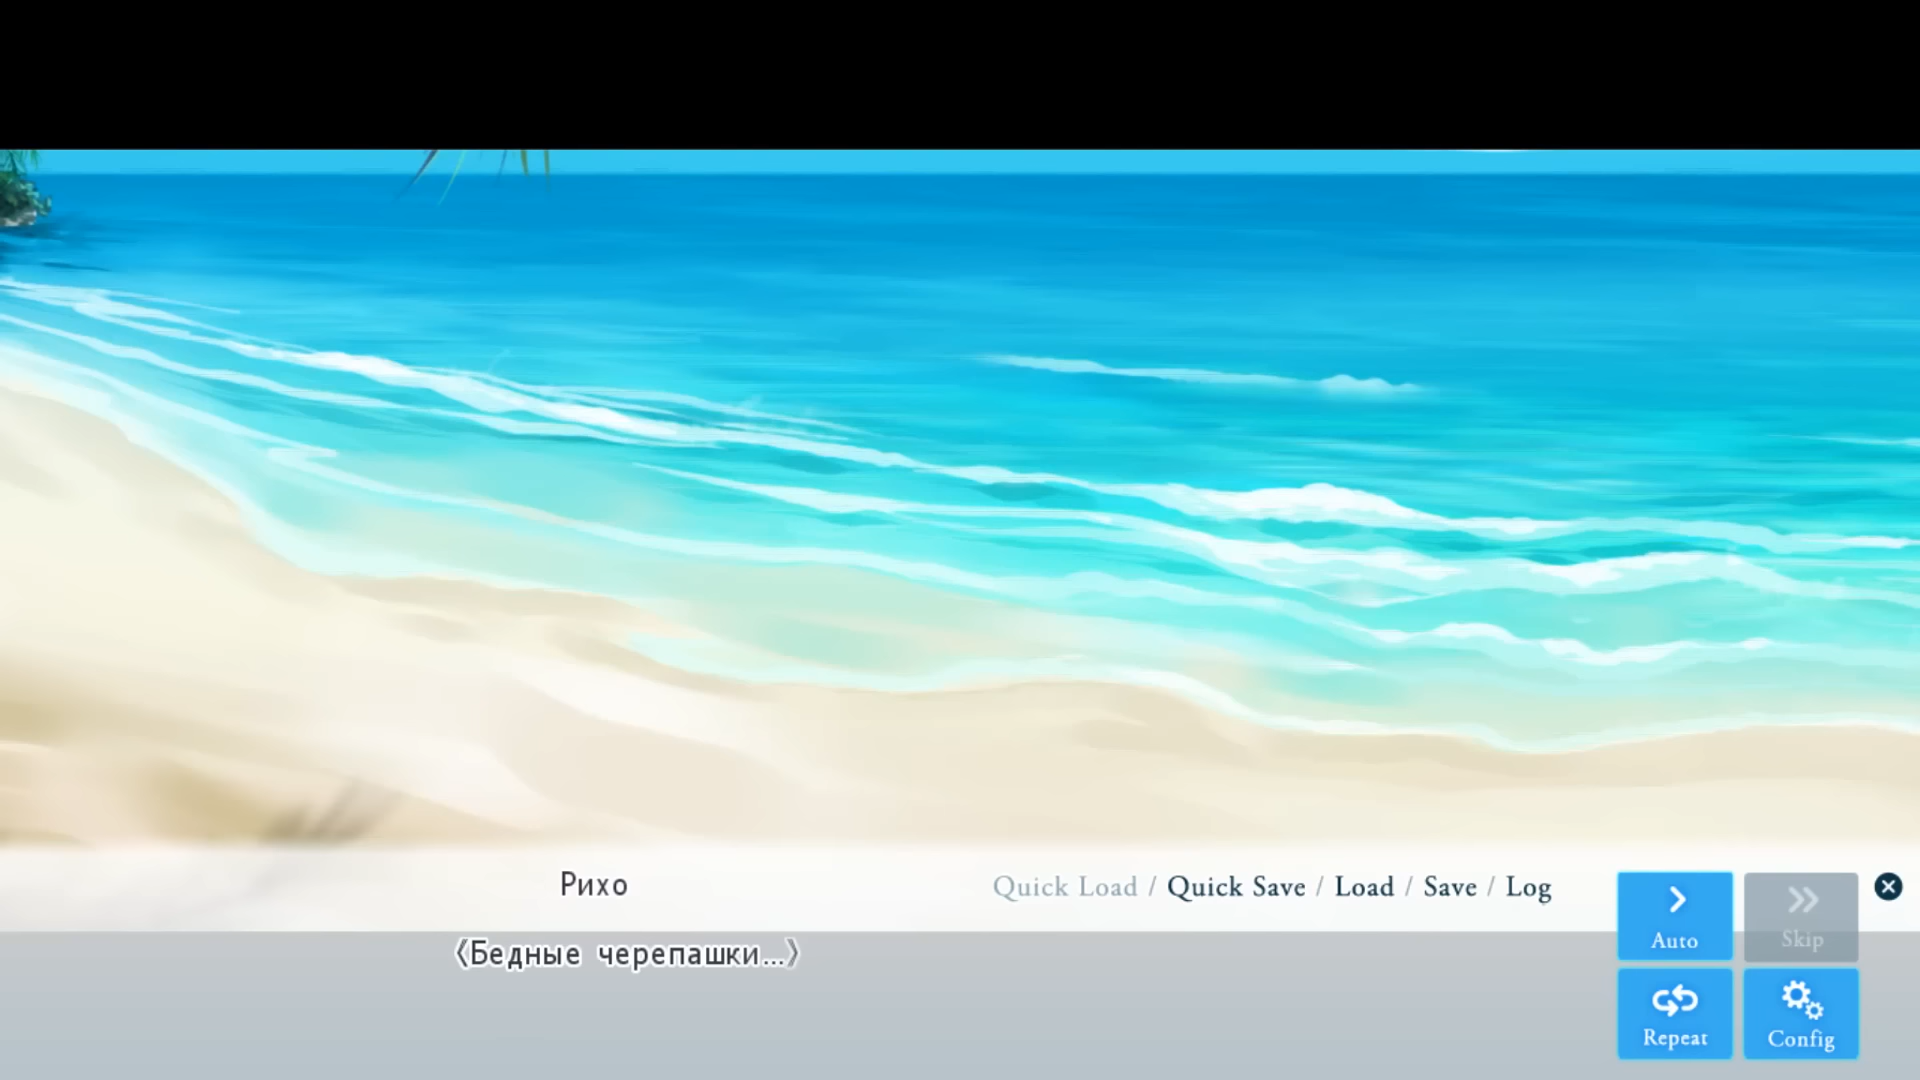 Рихо
Quick Load / Quick Save / Load / Save / Log
Auto
Skip
《Бедные черепашки...》
Repeat
Config